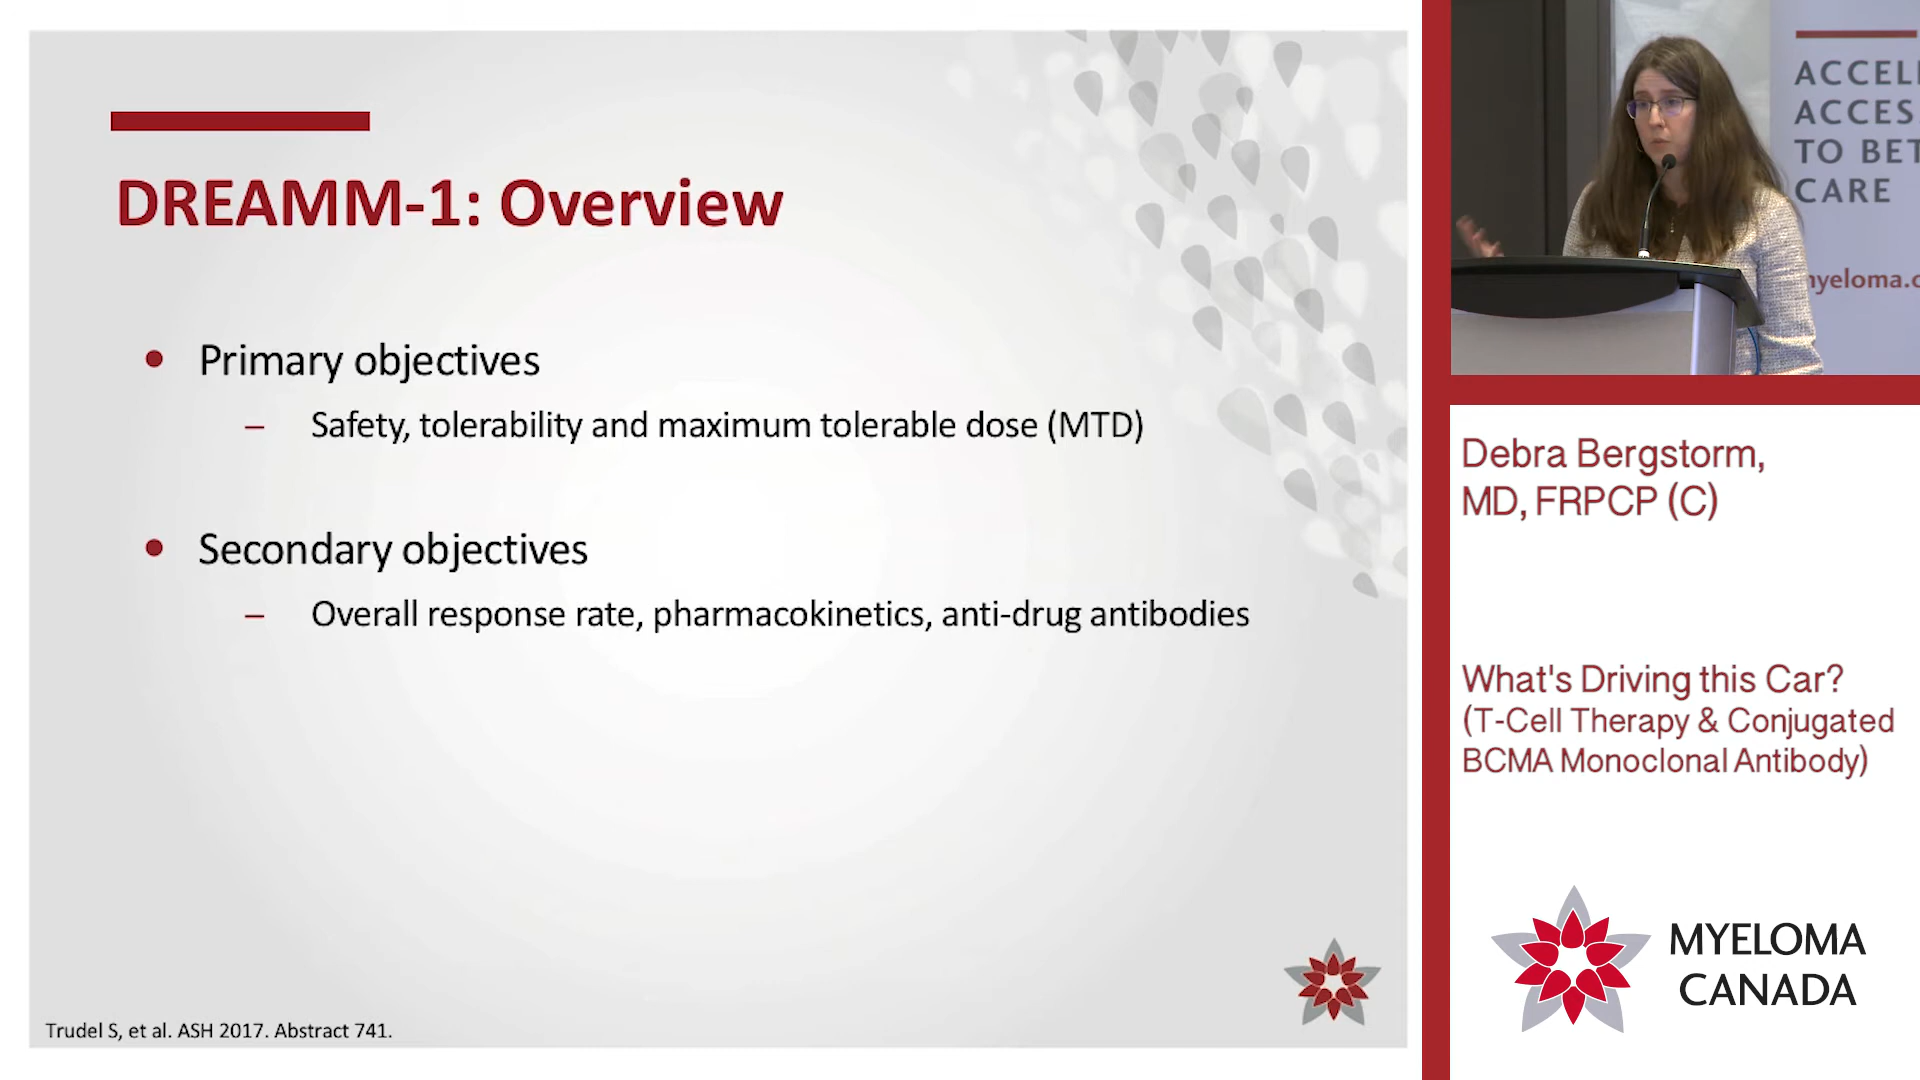 DREAMM-1: Overview
• Primary objectives
– Safety, tolerability and maximum tolerable dose (MTD)
• Secondary objectives
– Overall response rate, pharmacokinetics, anti-drug antibodies
Trudel S, et al. ASH 2017. Abstract 741.
ACCEL
ACCES
TO BET
CARE
myeloma.c
Debra Bergstorm,
MD, FRPCP (C)
What's Driving this Car?
(T-Cell Therapy & Conjugated
BCMA Monoclonal Antibody)
MYELOMA
CANADA